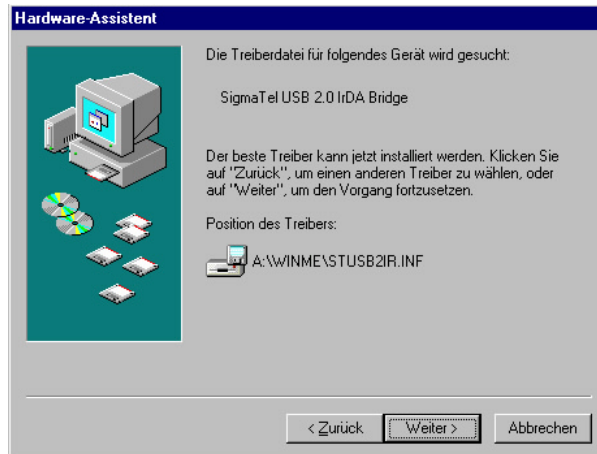 Hardware-Assistent
Die Treiberdatei für folgendes Gerät wird gesucht:
SigmaTel USB 2.0 IrDA Bridge
Der beste Treiber kann jetzt installiert werden. Klicken Sie
auf "Zurück", um einen anderen Treiber zu wählen, oder
auf "Weiter", um den Vorgang fortzusetzen.
Position des Treibers:
A:\WINME\STUSB2IR.INF
< Zurück Weiter > Abbrechen